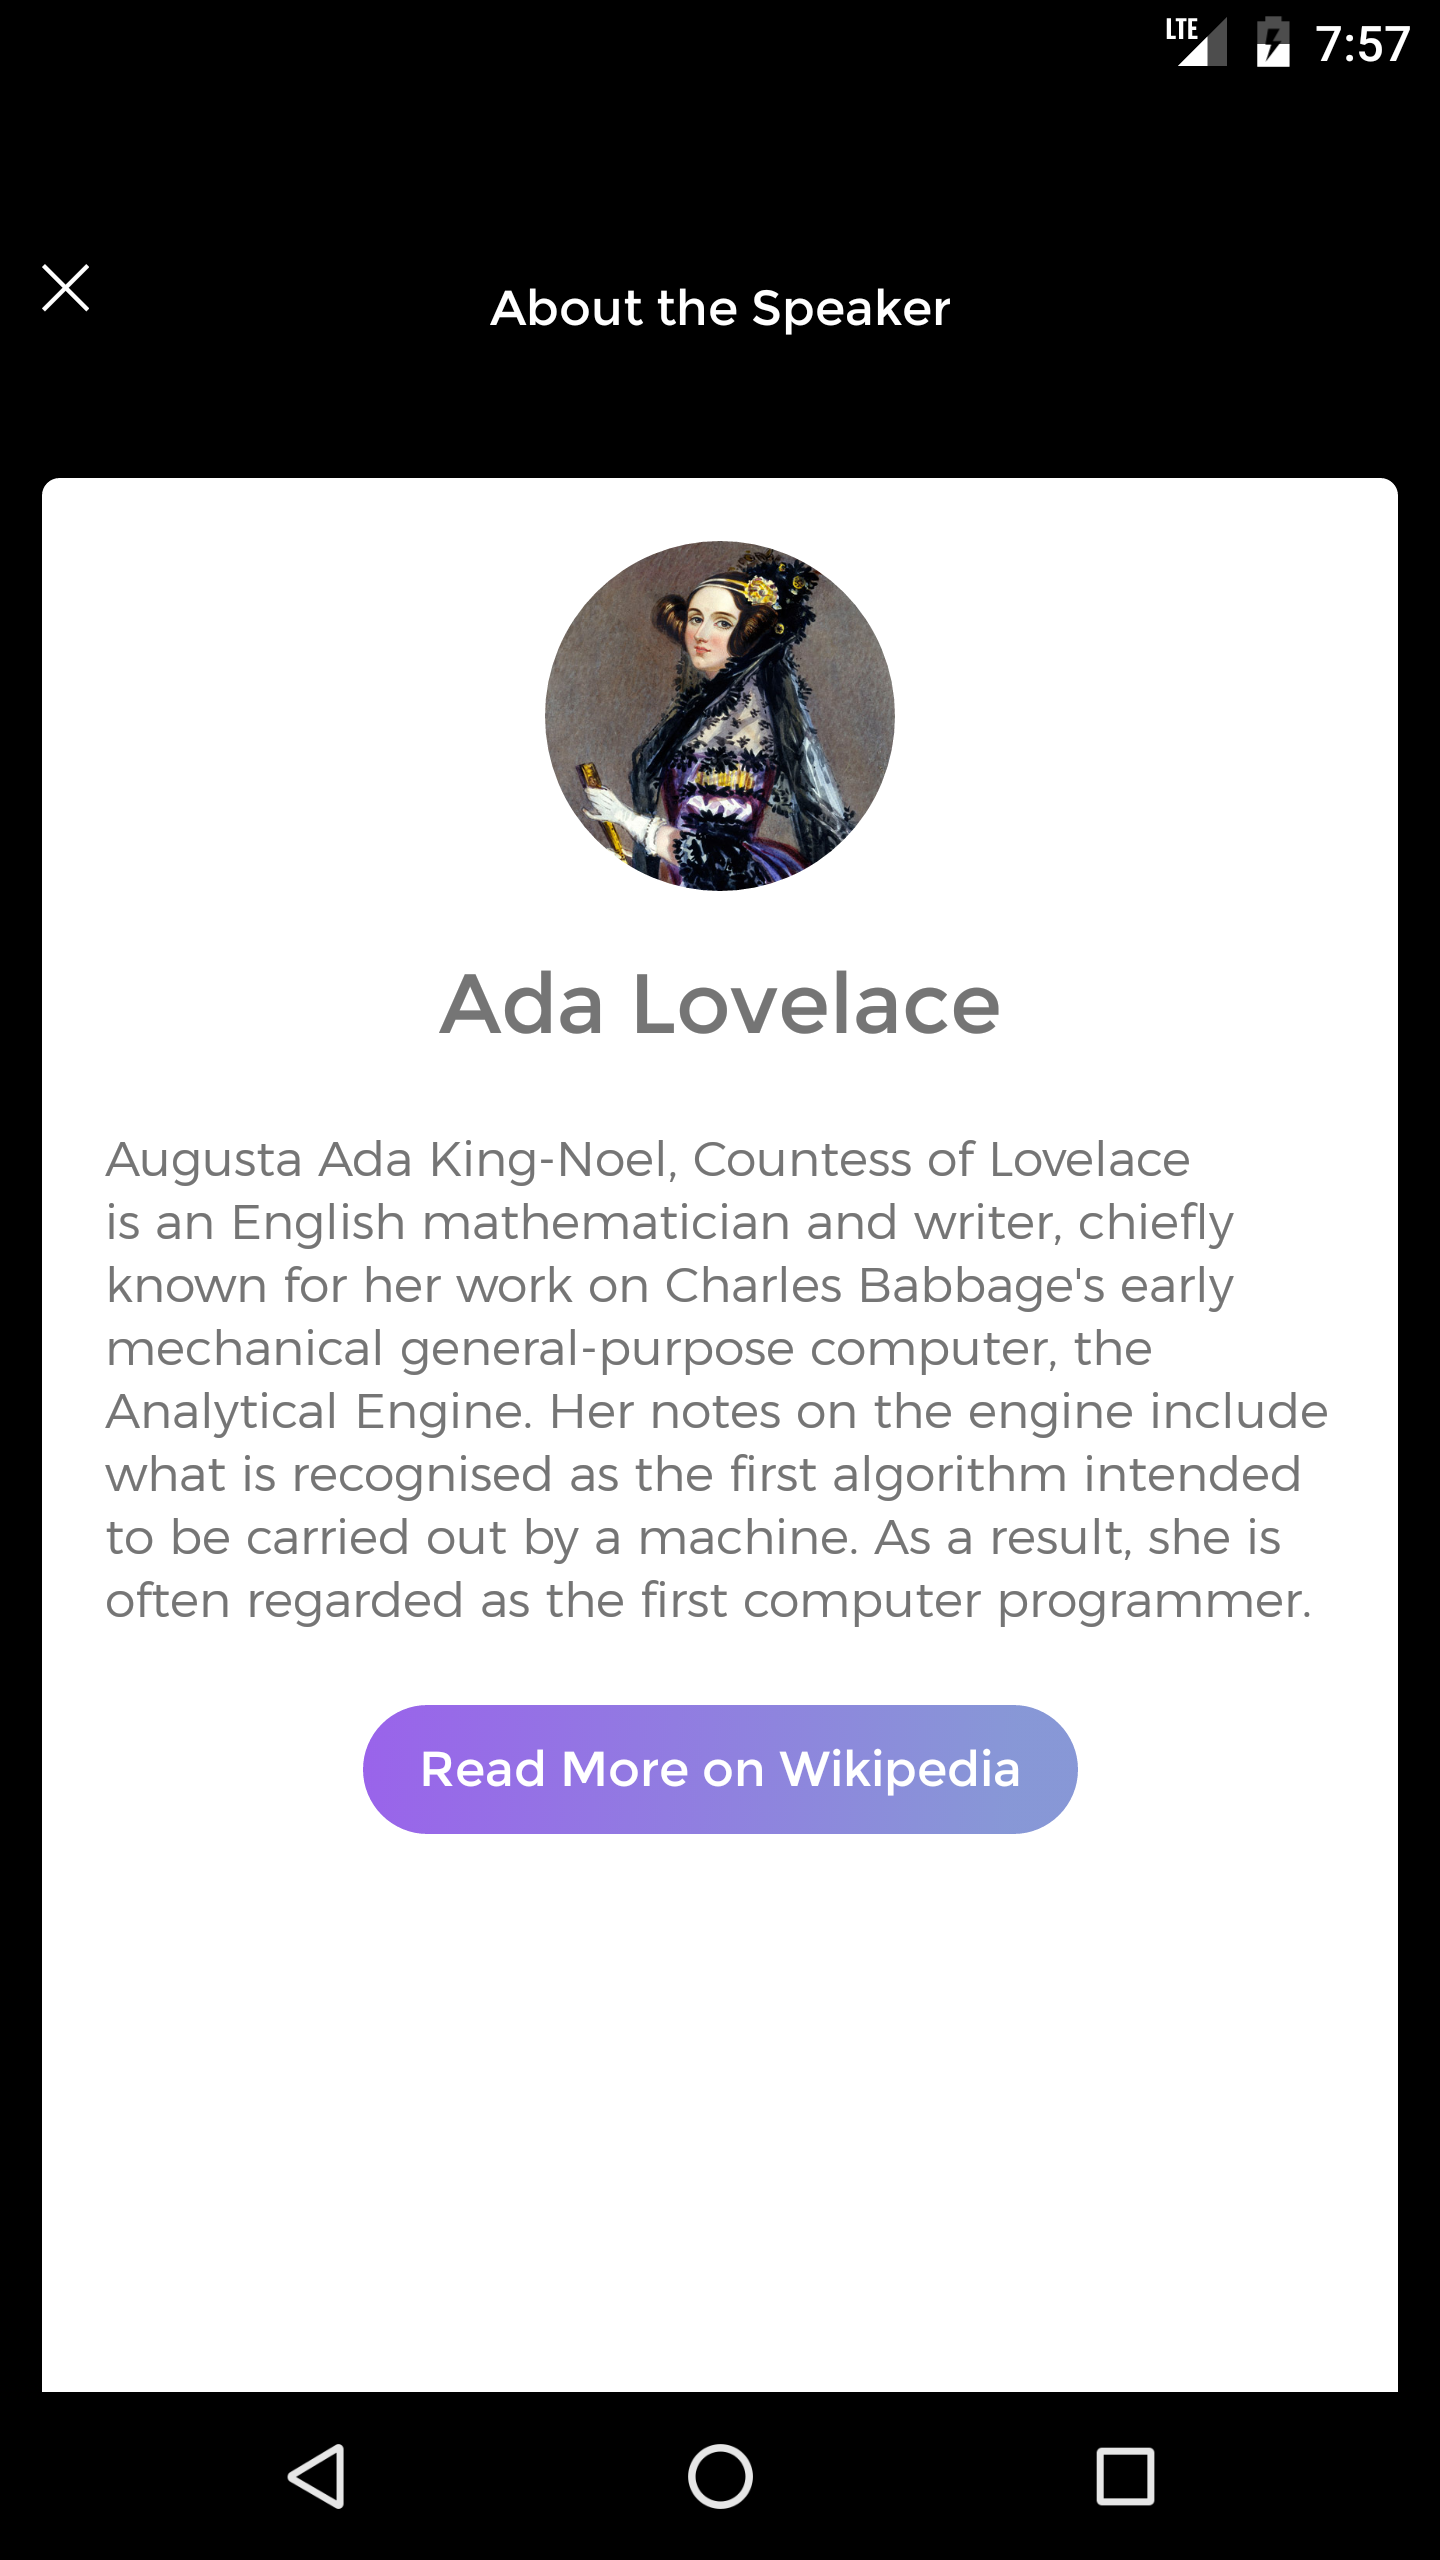 LTE 7:57
About the Speaker
Ada Lovelace
Augusta Ada King-Noel, Countess of Lovelace
is an English mathematician and writer, chiefly
known for her work on Charles Babbage's early
mechanical general-purpose computer, the
Analytical Engine. Her notes on the engine include
what is recognised as the first algorithm intended
to be carried out by a machine. As a result, she is
often regarded as the first computer programmer.
Read More on Wikipedia